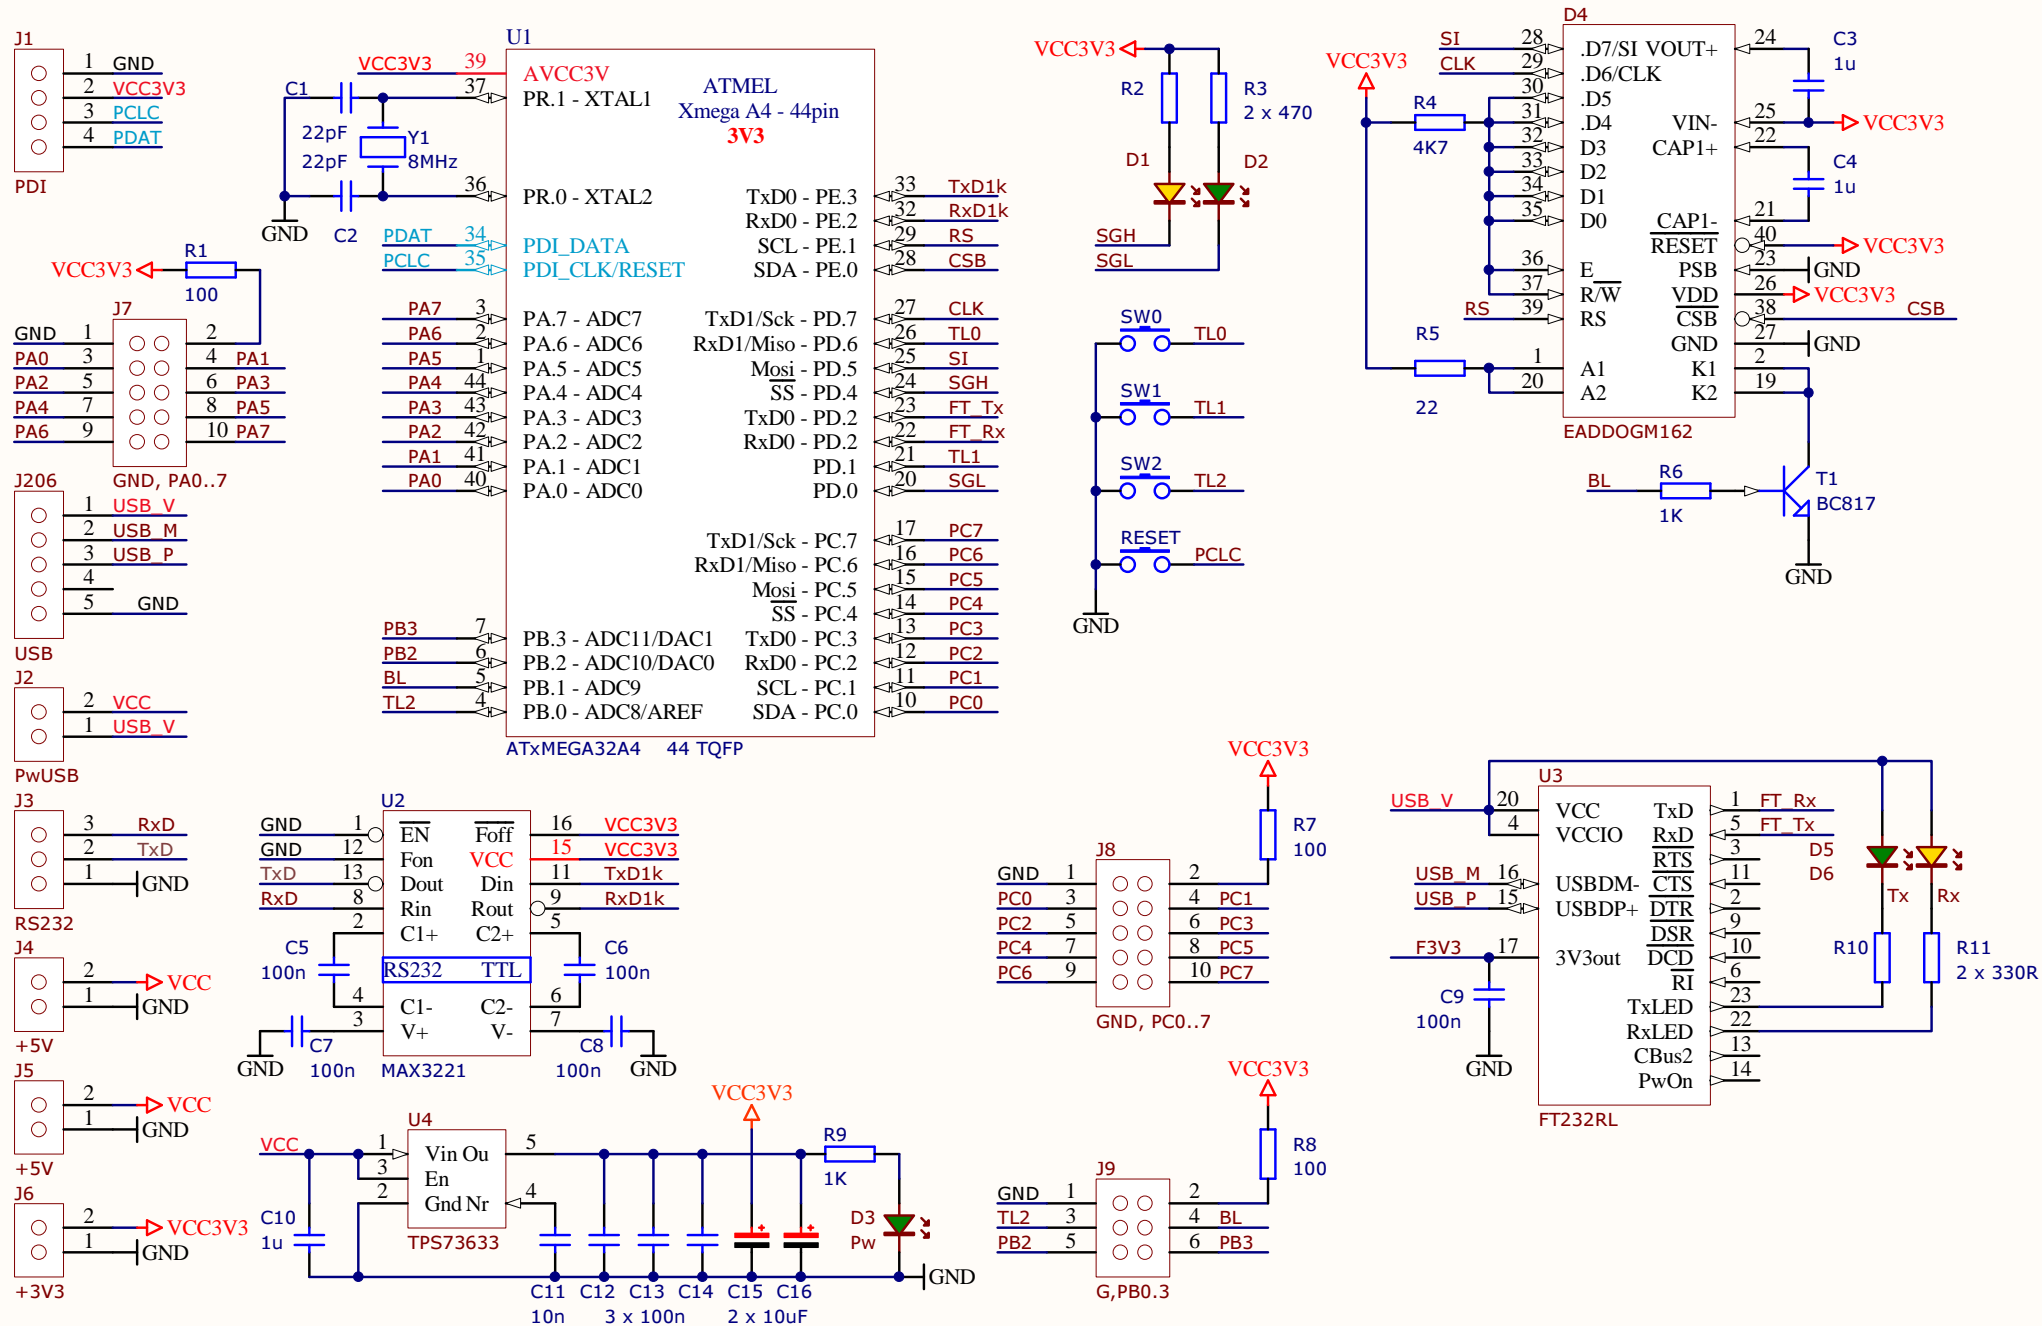 J1
1 GND
2 VCC3V3
3 PCLC
4 PDAT
PDI
VCC3V3 R1
100
J7
GND 1 2
PA0 3 4 PA1
PA2 5 6 PA3
PA4 7 8 PA5
PA6 9 10 PA7
GND, PA0..7
J206
1 USB_V
2 USB_M
3 USB_P
4
5 GND
USB
J2
2 VCC
1 USB_V
PwUSB
J3
3 RxD
2 TxD
1 GND
RS232
J4
2 VCC
1 GND
+5V
J5
2 VCC
1 GND
+5V
J6
2 VCC3V3
1 GND
+3V3
C1
22pF
22pF
C2
Y1
8MHz
GND
U1
ATMEL
Xmega A4 - 44pin
3V3
VCC3V3 39 AVCC3V
37 PR.1 - XTAL1
36 PR.0 - XTAL2
PDAT 34 PDI_DATA
PCLC 35 PDI_CLK/RESET
PA7 3 PA.7 - ADC7
PA6 2 PA.6 - ADC6
PA5 1 PA.5 - ADC5
PA4 44 PA.4 - ADC4
PA3 43 PA.3 - ADC3
PA2 42 PA.2 - ADC2
PA1 41 PA.1 - ADC1
PA0 40 PA.0 - ADC0
PB3 7 PB.3 - ADC11/DAC1
PB2 6 PB.2 - ADC10/DAC0
BL 5 PB.1 - ADC9
TL2 4 PB.0 - ADC8/AREF
TxD0 - PE.3 33 TxD1k
RxD0 - PE.2 32 RxD1k
SCL - PE.1 29 RS
SDA - PE.0 28 CSB
TxD1/Sck - PD.7 27 CLK
RxD1/Miso - PD.6 26 TL0
Mosi - PD.5 25 SI
SS - PD.4 24 SGH
TxD0 - PD.2 23 FT_Tx
RxD0 - PD.2 22 FT_Rx
PD.1 21 TL1
PD.0 20 SGL
TxD1/Sck - PC.7 17 PC7
RxD1/Miso - PC.6 16 PC6
Mosi - PC.5 15 PC5
SS - PC.4 14 PC4
TxD0 - PC.3 13 PC3
RxD0 - PC.2 12 PC2
SCL - PC.1 11 PC1
SDA - PC.0 10 PC0
ATxMEGA32A4 44 TQFP
U2
GND 1 EN Foff 16 VCC3V3
GND 12 Fon VCC 15 VCC3V3
TxD 13 Dout Din 11 TxD1k
RxD 8 Rin Rout 9 RxD1k
2 C1+ C2+ 5
C5
100n
RS232 TTL
C6
100n
4 C1- C2- 6
3 V+ V- 7
GND C7
100n
C8
100n
GND
MAX3221
VCC3V3
U4
VCC 1 Vin Ou 5
3 En
2 Gnd Nr 4
TPS73633
C10
1u
R9
1K
D3
Pw
GND
C11 C12 C13 C14 C15 C16
10n 3 x 100n 2 x 10uF
VCC3V3
R2 R3
2 x 470
D1 D2
SGH
SGL
SW0 TL0
SW1 TL1
SW2 TL2
RESET PCLC
GND
VCC3V3
R7
100
J8
GND 1 2
PC0 3 4 PC1
PC2 5 6 PC3
PC4 7 8 PC5
PC6 9 10 PC7
GND, PC0..7
VCC3V3
R8
100
J9
GND 1 2
TL2 3 4 BL
PB2 5 6 PB3
G,PB0.3
D4
VCC3V3
R4
4K7
R5
22
SI 28 .D7/SI VOUT+ 24
CLK 29 .D6/CLK
30 .D5
31 .D4 VIN- 25 VCC3V3
32 D3 CAP1+ 22
33 D2
34 D1
35 D0 CAP1- 21
RESET 40 VCC3V3
36 E PSB 23 GND
37 R/W VDD 26 VCC3V3
RS 39 RS CSB 38 CSB
GND 27 GND
1 A1 K1 2
20 A2 K2 19
EADDOGM162
C3
1u
C4
1u
BL R6
1K
T1
BC817
GND
U3
USB_V 20 VCC TxD 1 FT_Rx
4 VCCIO RxD 5 FT_Tx
RTS 3
USB_M 16 USBDM- CTS 11
USB_P 15 USBDP+ DTR 2
DSR 9
F3V3 17 3V3out DCD 10
RI 6
TxLED 23
RxLED 22
CBus2 13
PwOn 14
C9
100n
GND
FT232RL
D5
D6
Tx Rx
R10 R11
2 x 330R